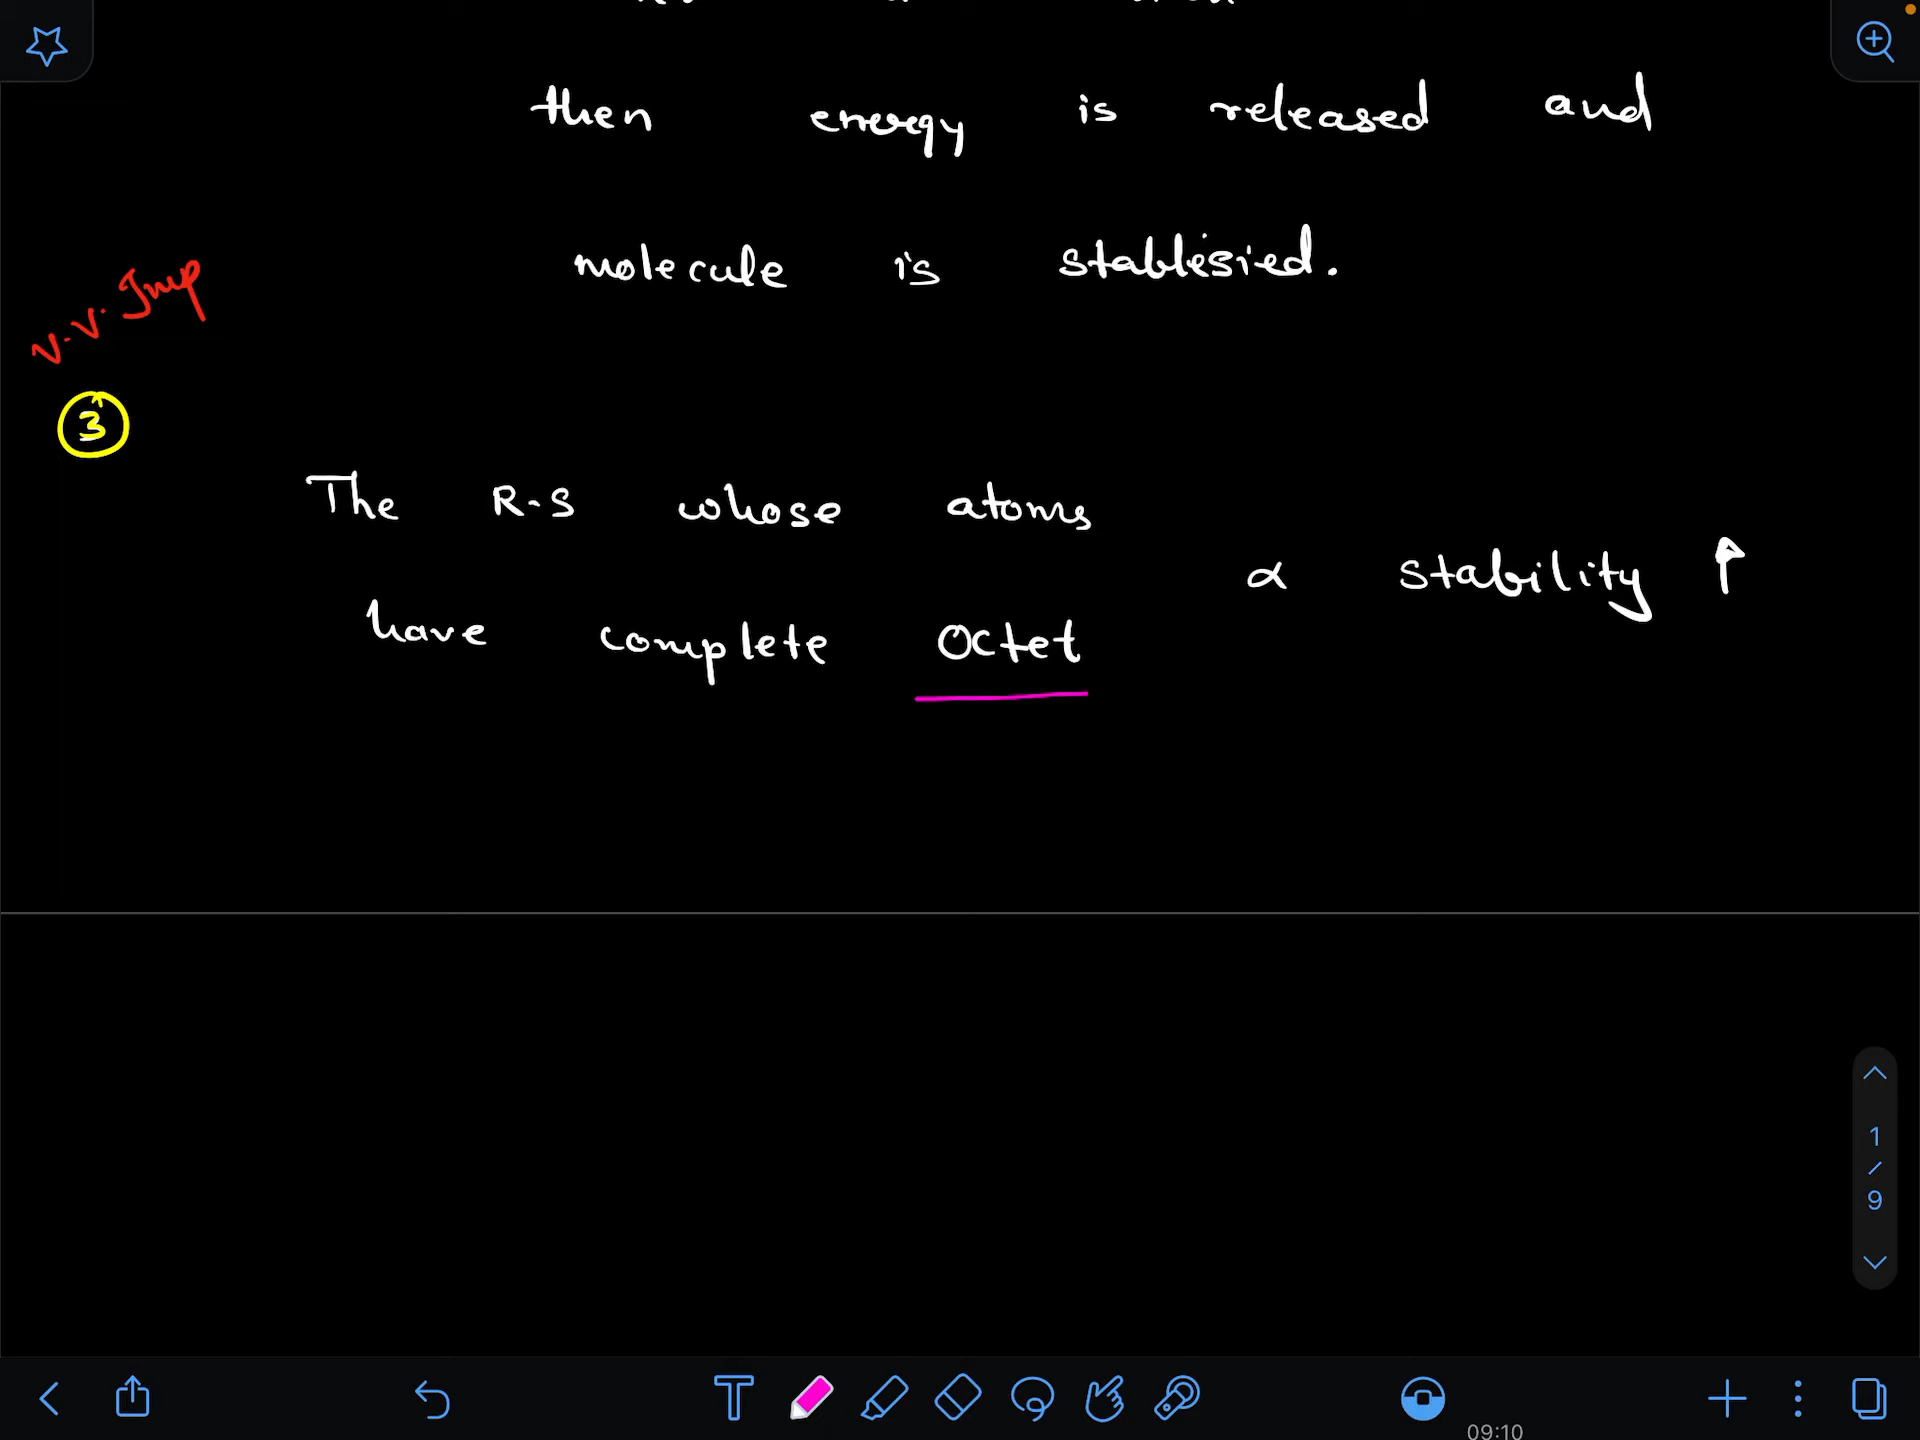 then energy is released and
molecule is stablesied.
V.V. Imp
3
The R-S whose atoms
have complete Octet
∝ stability ↑
1
/
9
T
09:10